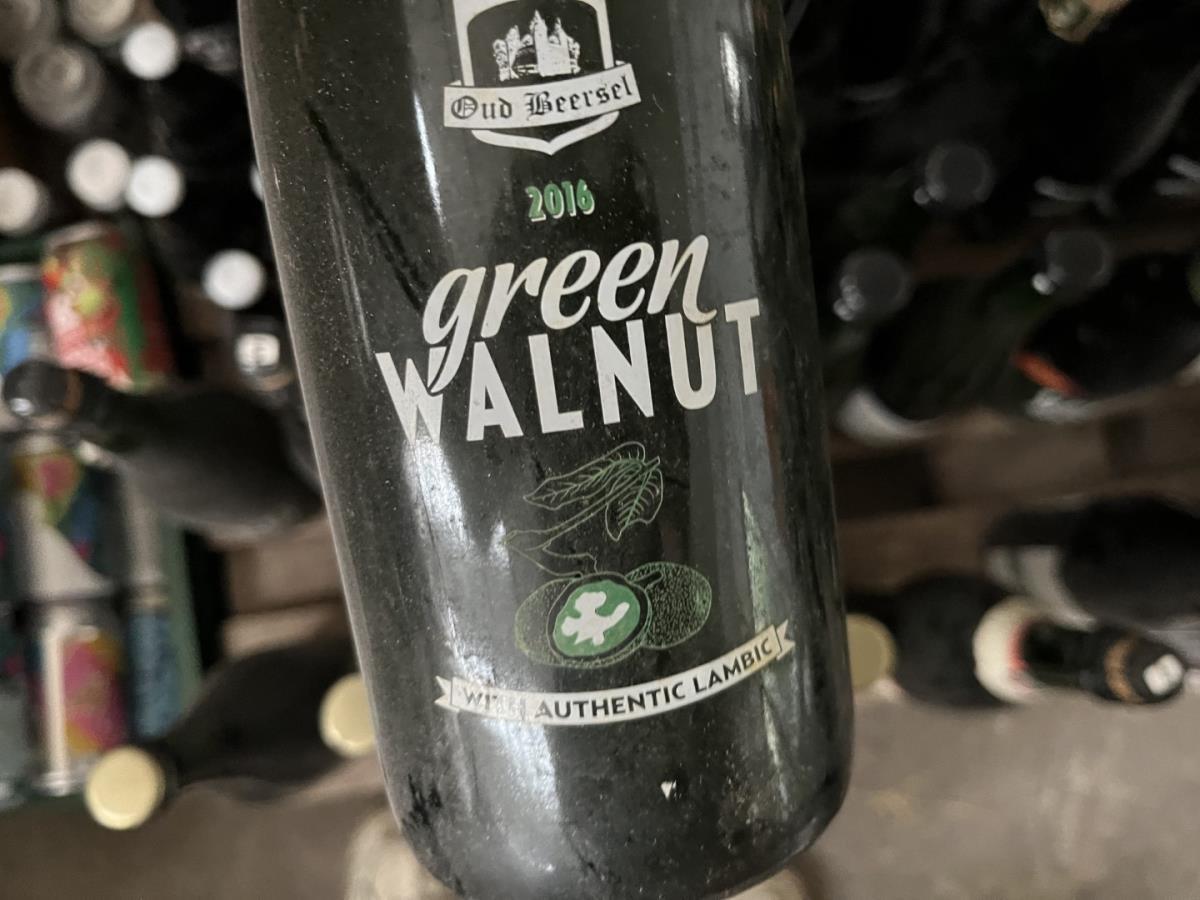 Oud Beersel
2016
green
WALNUT
WITH AUTHENTIC LAMBIC